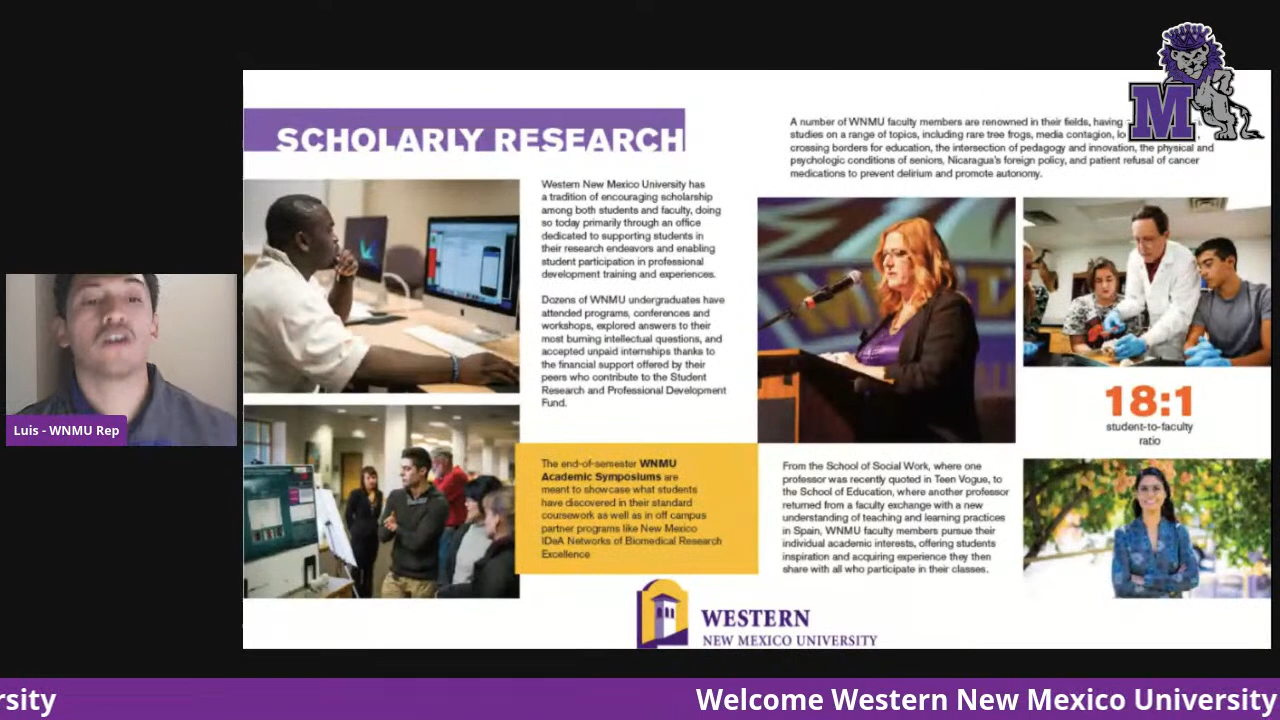 SCHOLARLY RESEARCH
Western New Mexico University has
a tradition of encouraging scholarship
among both students and faculty, doing
so today primarily through an office
dedicated to supporting students in
their research endeavors and enabling
student participation in professional
development training and experiences.
Dozens of WNMU undergraduates have
attended programs, conferences and
workshops, explored answers to their
most burning intellectual questions, and
accepted unpaid internships thanks to
the financial support offered by their
peers who contribute to the Student
Research and Professional Development
Fund.
The end-of-semester WNMU
Academic Symposiums are
meant to showcase what students
have discovered in their standard
coursework as well as in off campus
partner programs like New Mexico
IDeA Networks of Biomedical Research
Excellence
A number of WNMU faculty members are renowned in their fields, having
studies on a range of topics, including rare tree frogs, media contagion,
crossing borders for education, the intersection of pedagogy and innovation, the physical and
psychologic conditions of seniors, Nicaragua's foreign policy, and patient refusal of cancer
medications to prevent delirium and promote autonomy.
18:1
student-to-faculty
ratio
From the School of Social Work, where one
professor was recently quoted in Teen Vogue, to
the School of Education, where another professor
returned from a faculty exchange with a new
understanding of teaching and learning practices
in Spain, WNMU faculty members pursue their
individual academic interests, offering students
inspiration and acquiring experience they then
share with all who participate in their classes.
WESTERN
NEW MEXICO UNIVERSITY
M
Luis - WNMU Rep
rsity Welcome Western New Mexico University